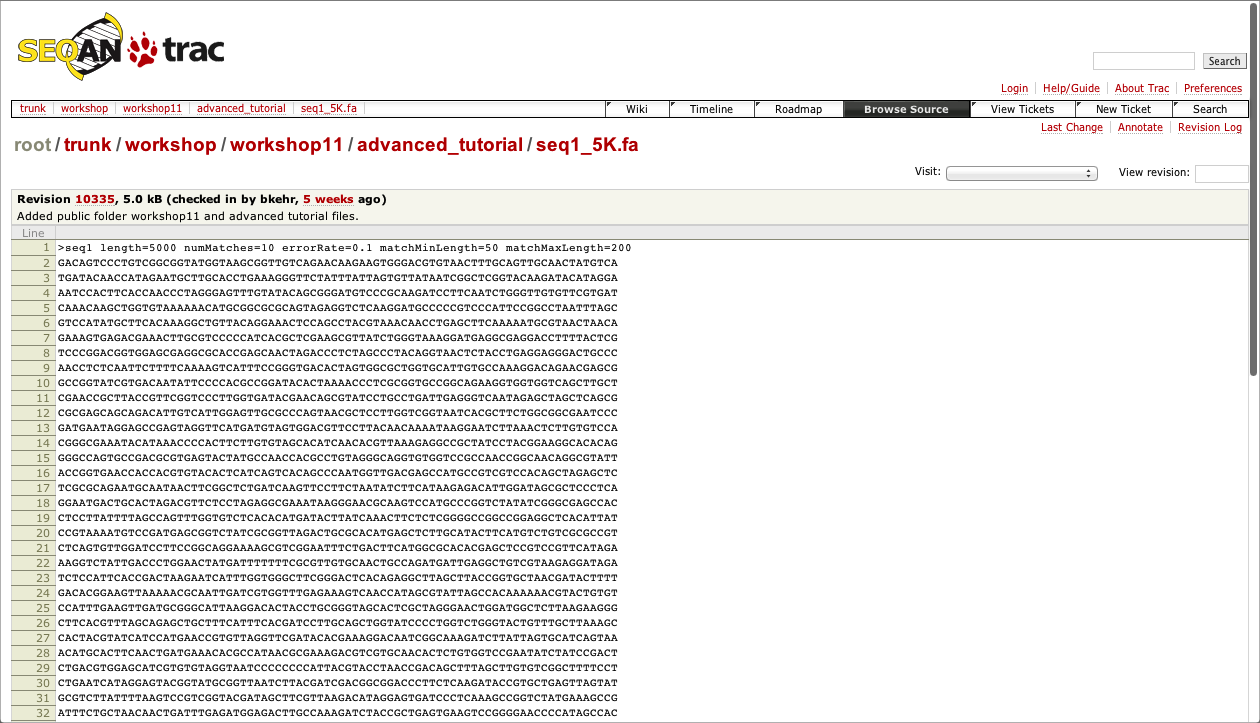 SEQAN trac
Search
Login Help/Guide About Trac Preferences
trunk workshop workshop11 advanced_tutorial seq1_5K.fa Wiki Timeline Roadmap Browse Source View Tickets New Ticket Search
Last Change Annotate Revision Log
root/trunk/workshop/workshop11/advanced_tutorial/seq1_5K.fa
Visit: View revision:
Revision 10335, 5.0 kB (checked in by bkehr, 5 weeks ago)
Added public folder workshop11 and advanced tutorial files.
Line
1 >seq1 length=5000 numMatches=10 errorRate=0.1 matchMinLength=50 matchMaxLength=200
2 GACAGTCCCTGTCGGCGGTATGGTAAGCGGTTGTCAGAACAAGAAGTGGGACGTGTAACTTTGCAGTTGCAACTATGTCA
3 TGATACAACCATAGAATGCTTGCACCTGAAAGGGTTCTATTTATTAGTGTTATAATCGGCTCGGTACAAGATACATAGGA
4 AATCCACTTCACCAACCCTAGGGAGTTTGTATACAGCGGGATGTCCCGCAAGATCCTTCAATCTGGGTTGTGTTCGTGAT
5 CAAACAAGCTGGTGTAAAAAACATGCGGCGCGCAGTAGAGGTCTCAAGGATGCCCCCGTCCCATTCCGGCCTAATTTAGC
6 GTCCATATGCTTCACAAAGGCTGTTACAGGAAACTCCAGCCTACGTAAACAACCTGAGCTTCAAAAATGCGTAACTAACA
7 GAAAGTGAGACGAAACTTGCGTCCCCCATCACGCTCGAAGCGTTATCTGGGTAAAGGATGAGGCGAGGACCTTTTACTCG
8 TCCCGGACGGTGGAGCGAGGCGCACCGAGCAACTAGACCCTCTAGCCCTACAGGTAACTCTACCTGAGGAGGGACTGCCC
9 AACCTCTCAATTCTTTTCAAAAGTCATTTCCGGGTGACACTAGTGGCGCTGGTGCATTGTGCCAAAGGACAGAACGAGCG
10 GCCGGTATCGTGACAATATTCCCCACGCCGGATACACTAAAACCCTCGCGGTGCCGGCAGAAGGTGGTGGTCAGCTTGCT
11 CGAACCGCTTACCGTTCGGTCCCTTGGTGATACGAACAGCGTATCCTGCCTGATTGAGGGTCAATAGAGCTAGCTCAGCG
12 CGCGAGCAGCAGACATTGTCATTGGAGTTGCGCCCAGTAACGCTCCTTGGTCGGTAATCACGCTTCTGGCGGCGAATCCC
13 GATGAATAGGAGCCGAGTAGGTTCATGATGTAGTGGACGTTCCTTACAACAAAATAAGGAATCTTAAACTCTTGTGTCCA
14 CGGGCGAAATACATAAACCCCACTTCTTGTGTAGCACATCAACACGTTAAAGAGGCCGCTATCCTACGGAAGGCACACAG
15 GGGCCAGTGCCGACGCGTGAGTACTATGCCAACCACGCCTGTAGGGCAGGTGTGGTCCGCCAACCGGCAACAGGCGTATT
16 ACCGGTGAACCACCACGTGTACACTCATCAGTCACAGCCCAATGGTTGACGAGCCATGCCGTCGTCCACAGCTAGAGCTC
17 TCGCGCAGAATGCAATAACTTCGGCTCTGATCAAGTTCCTTCTAATATCTTCATAAGAGACATTGGATAGCGCTCCCTCA
18 GGAATGACTGCACTAGACGTTCTCCTAGAGGCGAAATAAGGGAACGCAAGTCCATGCCCGGTCTATATCGGGCGAGCCAC
19 CTCCTTATTTTAGCCAGTTTGGTGTCTCACACATGATACTTATCAAACTTCTCTCGGGGCCGGCCGGAGGCTCACATTAT
20 CCGTAAAATGTCCGATGAGCGGTCTATCGCGGTTAGACTGCGCACATGAGCTCTTGCATACTTCATGTCTGTCGCGCCGT
21 CTCAGTGTTGGATCCTTCCGGCAGGAAAAGCGTCGGAATTTCTGACTTCATGGCGCACACGAGCTCCGTCCGTTCATAGA
22 AAGGTCTATTGACCCTGGAACTATGATTTTTTTCGCGTTGTGCAACTGCCAGATGATTGAGGCTGTCGTAAGAGGATAGA
23 TCTCCATTCACCGACTAAGAATCATTTGGTGGGCTTCGGGACTCACAGAGGCTTAGCTTACCGGTGCTAACGATACTTTT
24 GACACGGAAGTTAAAAACGCAATTGATCGTGGTTTGAGAAAGTCAACCATAGCGTATTAGCCACAAAAAACGTACTGTGT
25 CCATTTGAAGTTGATGCGGGCATTAAGGACACTACCTGCGGGTAGCACTCGCTAGGGAACTGGATGGCTCTTAAGAAGGG
26 CTTCACGTTTAGCAGAGCTGCTTTCATTTCACGATCCTTGCAGCTGGTATCCCCTGGTCTGGGTACTGTTTGCTTAAAGC
27 CACTACGTATCATCCATGAACCGTGTTAGGTTCGATACACGAAAGGACAATCGGCAAAGATCTTATTAGTGCATCAGTAA
28 ACATGCACTTCAACTGATGAAACACGCCATAACGCGAAAGACGTCGTGCAACACTCTGTGGTCCGAATATCTATCCGACT
29 CTGACGTGGAGCATCGTGTGTAGGTAATCCCCCCCCATTACGTACCTAACCGACAGCTTTAGCTTGTGTCGGCTTTTCCT
30 CTGAATCATAGGAGTACGGTATGCGGTTAATCTTACGATCGACGGCGGACCCTTCTCAAGATACCGTGCTGAGTTAGTAT
31 GCGTCTTATTTTAAGTCCGTCGGTACGATAGCTTCGTTAAGACATAGGAGTGATCCCTCAAAGCCGGTCTATGAAAGCCG
32 ATTTCTGCTAACAACTGATTTGAGATGGAGACTTGCCAAAGATCTACCGCTGAGTGAAGTCCGGGGAACCCCATAGCCAC